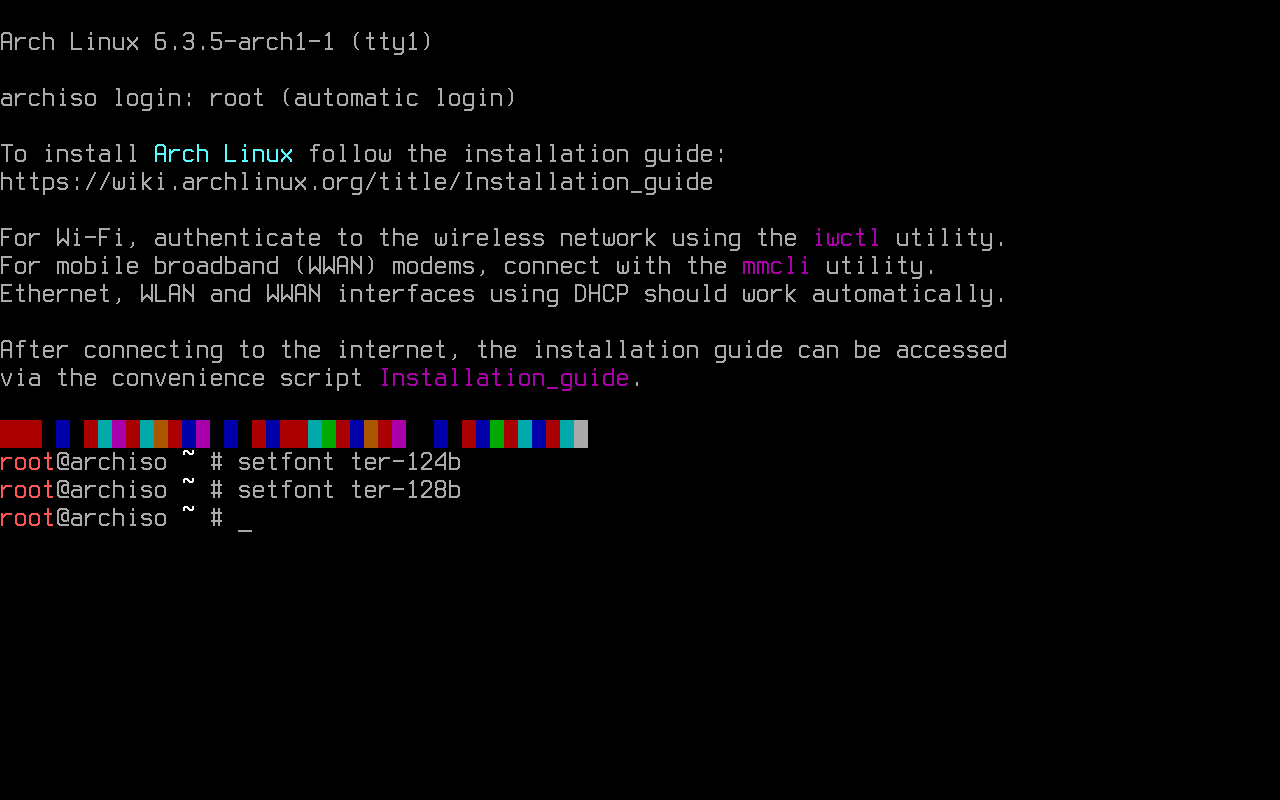 Arch Linux 6.3.5-arch1-1 (tty1)
archiso login: root (automatic login)
To install Arch Linux follow the installation guide:
https://wiki.archlinux.org/title/Installation_guide
For Wi-Fi, authenticate to the wireless network using the iwctl utility.
For mobile broadband (WWAN) modems, connect with the mmcli utility.
Ethernet, WLAN and WWAN interfaces using DHCP should work automatically.
After connecting to the internet, the installation guide can be accessed
via the convenience script Installation_guide.
root@archiso ~ # setfont ter-124b
root@archiso ~ # setfont ter-128b
root@archiso ~ # _